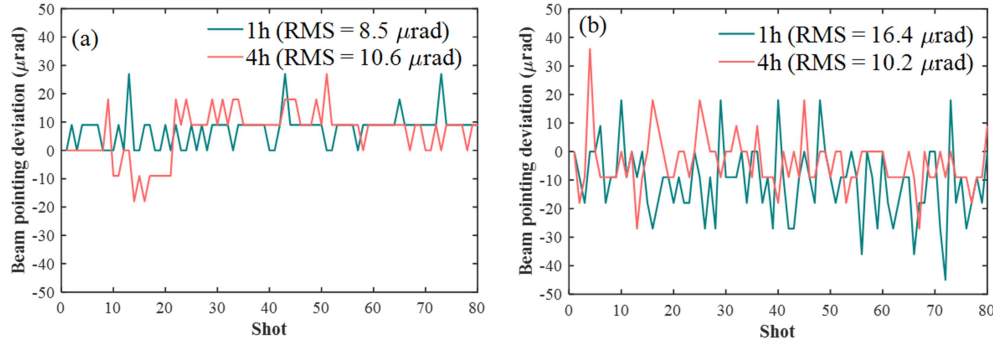 (a)
1h (RMS = 8.5 μrad)
4h (RMS = 10.6 μrad)
Beam pointing deviation (μrad)
50
40
30
20
10
0
-10
-20
-30
-40
-50
0 10 20 30 40 50 60 70 80
Shot
(b)
1h (RMS = 16.4 μrad)
4h (RMS = 10.2 μrad)
Beam pointing deviation (μrad)
50
40
30
20
10
0
-10
-20
-30
-40
-50
0 10 20 30 40 50 60 70 80
Shot